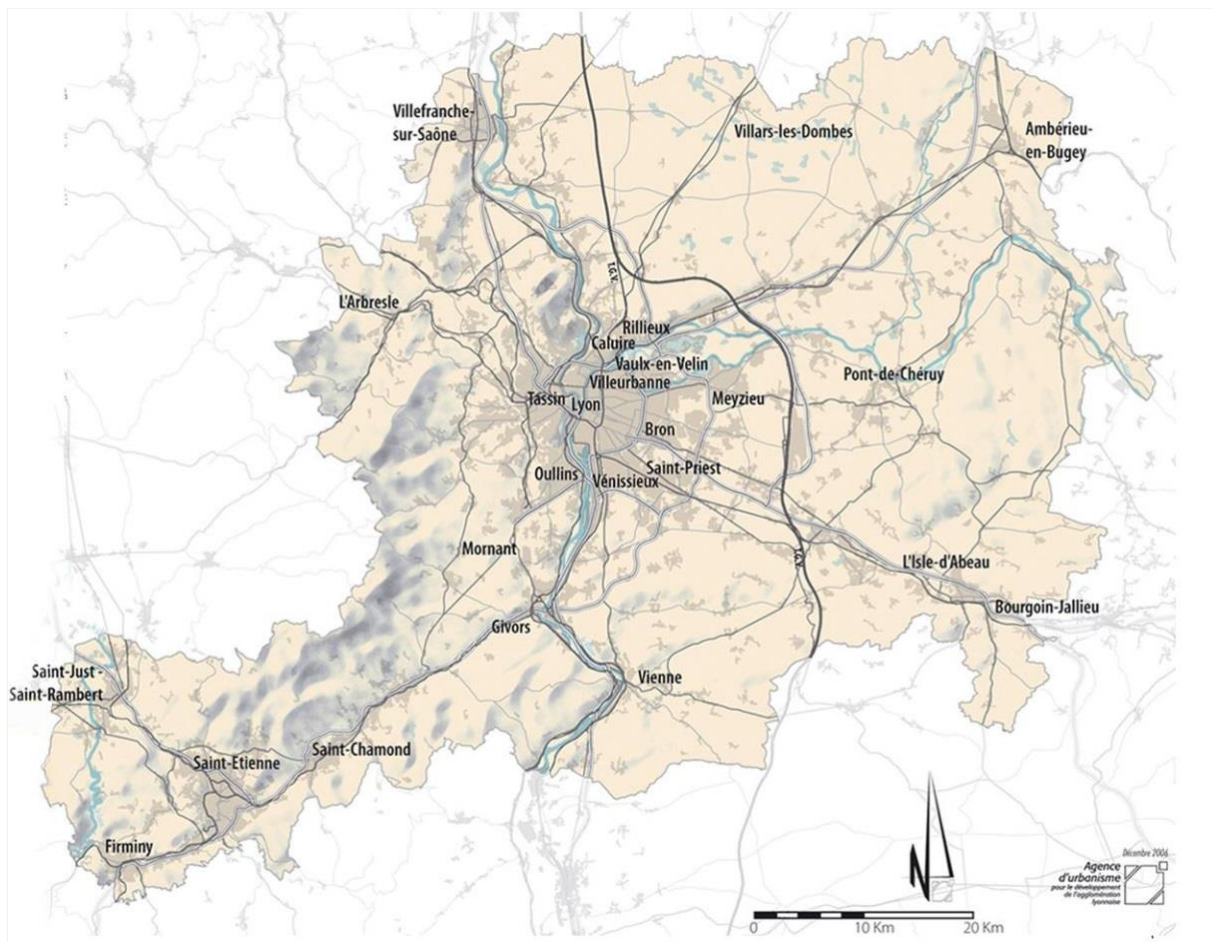 Villefranche-
sur-Saône
Villars-les-Dombes
Ambérieu-
en-Bugey
T.G.V.
L'Arbresle
Rillieux
Caluire
Vaulx-en-Velin
Villeurbanne
Pont-de-Chéruy
Tassin
Lyon
Meyzieu
Bron
Saint-Priest
Oullins
Vénissieux
Mornant
T.G.V.
L'Isle-d'Abeau
Bourgoin-Jallieu
Givors
Saint-Just -
Saint-Rambert
Vienne
Saint-Chamond
Saint-Etienne
Firminy
N
Décembre 2006
Agence
d'urbanisme
pour le développement
de l'agglomération
lyonnaise
0 10 Km 20 Km